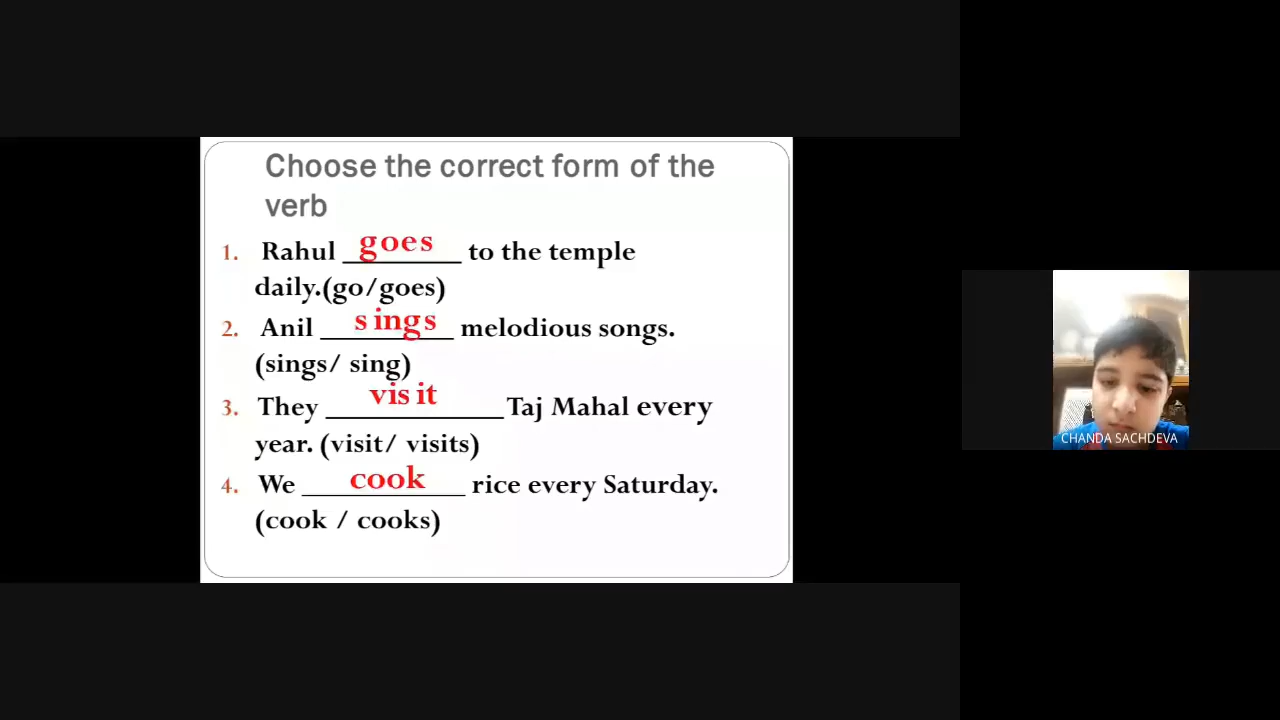 Choose the correct form of the
verb
1. Rahul goes to the temple
daily.(go/goes)
2. Anil sings melodious songs.
(sings/ sing)
3. They visit Taj Mahal every
year. (visit/ visits)
4. We cook rice every Saturday.
(cook / cooks)
CHANDA SACHDEVA